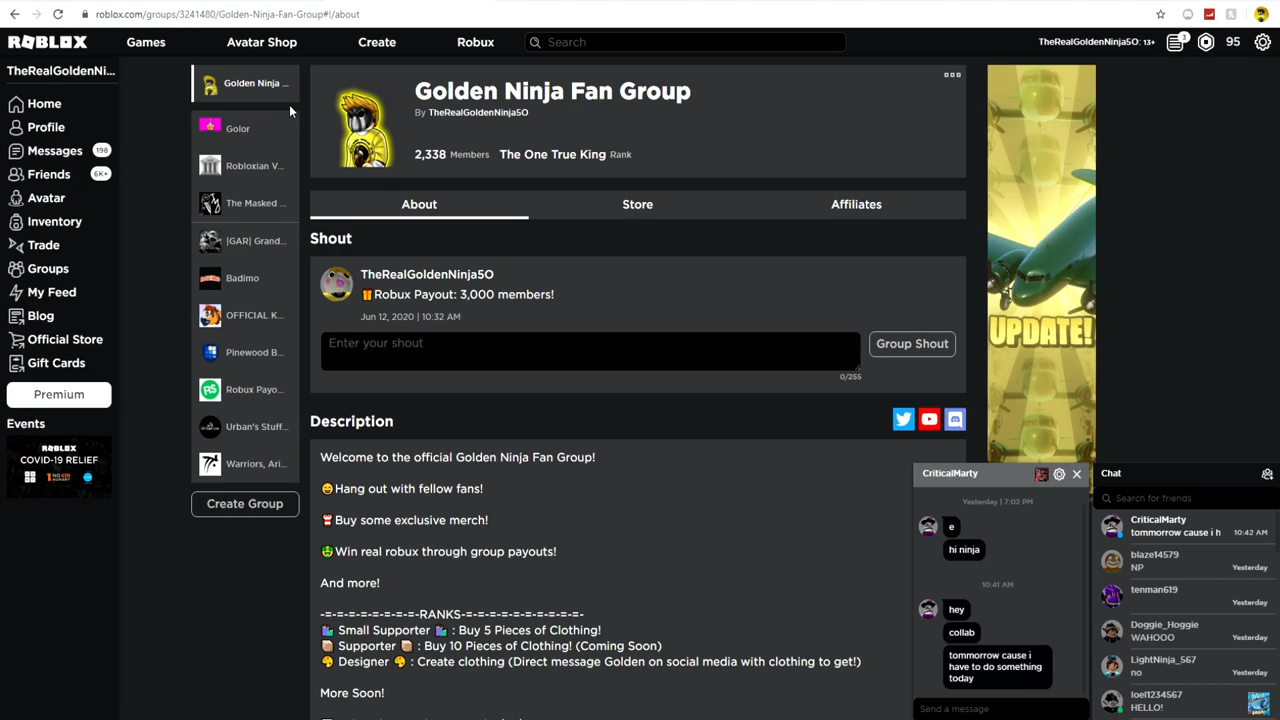 roblox.com/groups/3241480/Golden-Ninja-Fan-Group#!/about
ROBLOX
Games
Avatar Shop
Create
Robux
Search
TheRealGoldenNinja5O: 13+
3
95
TheRealGoldenNi...
Home
Profile
Messages
198
Friends
6K+
Avatar
Inventory
Trade
Groups
My Feed
Blog
Official Store
Gift Cards
Premium
Events
ROBLOX
COVID-19 RELIEF
Golden Ninja ...
Golor
Robloxian V...
The Masked ...
|GAR| Grand...
Badimo
OFFICIAL K...
Pinewood B...
Robux Payo...
Urban's Stuff...
Warriors, Ari...
Create Group
Golden Ninja Fan Group
By TheRealGoldenNinja5O
2,338 Members
The One True King Rank
About
Store
Affiliates
Shout
TheRealGoldenNinja5O
🎁Robux Payout: 3,000 members!
Jun 12, 2020 | 10:32 AM
Enter your shout
Group Shout
0/255
Description
Welcome to the official Golden Ninja Fan Group!
😀Hang out with fellow fans!
Buy some exclusive merch!
🤑Win real robux through group payouts!
And more!
-=-=-=-=-=-=-=-RANKS-=-=-=-=-=-=-=-=-
🛍 Small Supporter 🛍 : Buy 5 Pieces of Clothing!
Supporter : Buy 10 Pieces of Clothing! (Coming Soon)
Designer : Create clothing (Direct message Golden on social media with clothing to get!)
More Soon!
UPDATE!
CriticalMarty
Yesterday | 7:02 PM
e
hi ninja
10:41 AM
hey
collab
tommorrow cause i
have to do something
today
Send a message
Chat
Search for friends
CriticalMarty
tommorrow cause i h
10:42 AM
blaze14579
NP
Yesterday
tenman619
Yesterday
Doggie_Hoggie
WAHOOO
Yesterday
LightNinja_567
no
Yesterday
loel1234567
HELLO!
Yesterday